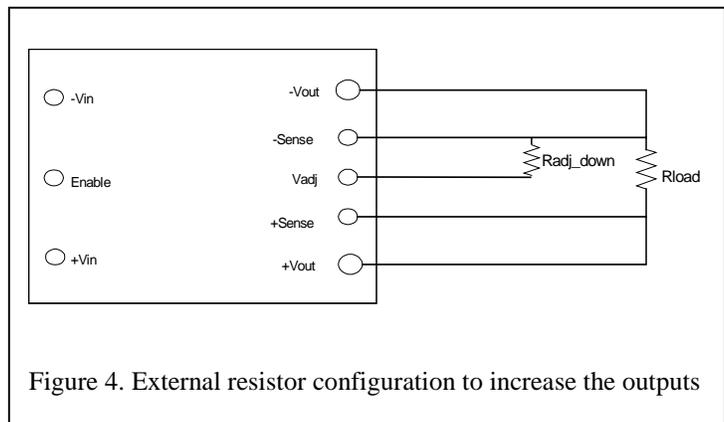 -Vin
Enable
+Vin
-Vout
-Sense
Vadj
+Sense
+Vout
Radj_down
Rload
Figure 4. External resistor configuration to increase the outputs